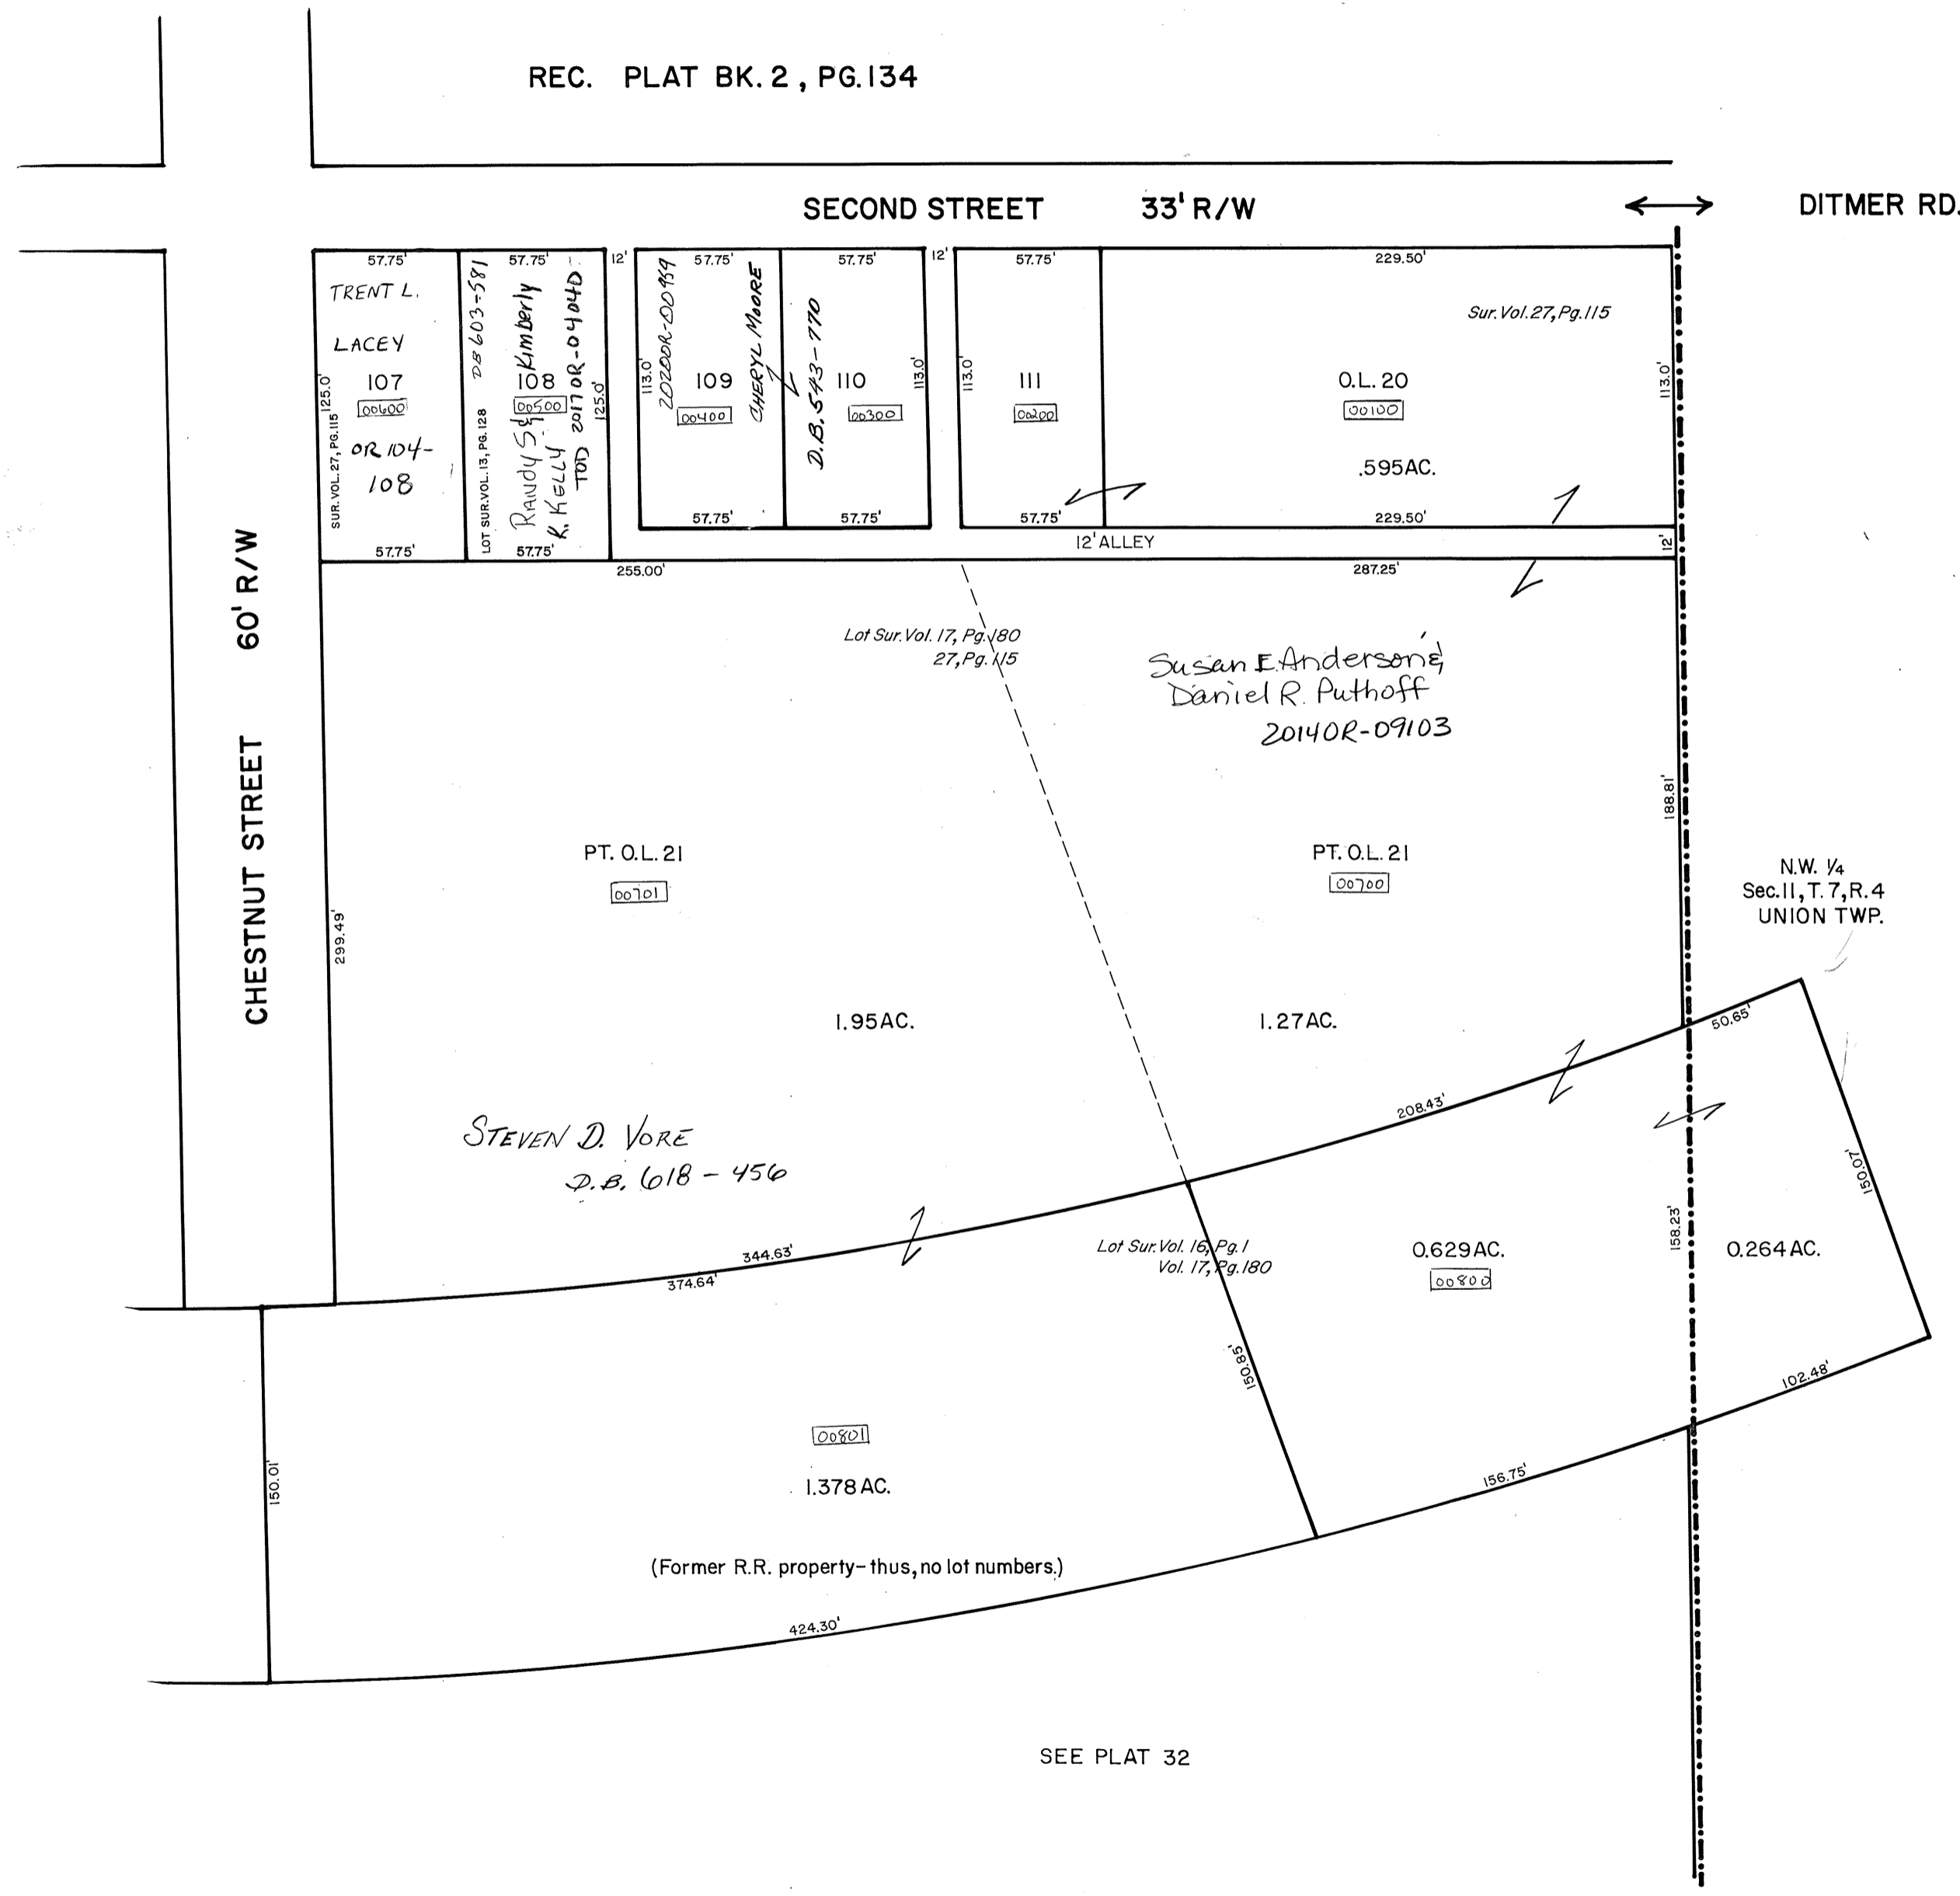 REC. PLAT BK. 2, PG. 134
SECOND STREET 33' R/W
DITMER RD.
57.75'
57.75'
12'
57.75'
57.75'
12'
57.75'
229.50'
TRENT L.
LACEY
107
00600
OR 104-
108
125.0'
SUR. VOL. 27, PG. 115
57.75'
DB 603-581
LOT SUR. VOL. 13, PG. 128
108
00500
RANDY S &
Kimberly
R. KELLY
TOD 2017OR-04040
125.0'
57.75'
113.0'
2020OR-00959
109
00400
CHERYL MOORE
57.75'
D.B. 543-770
110
00300
113.0'
57.75'
113.0'
111
00200
57.75'
Sur. Vol. 27, Pg. 115
O.L. 20
00100
.595 AC.
113.0'
229.50'
12' ALLEY
12'
255.00'
287.25'
CHESTNUT STREET 60' R/W
Lot Sur. Vol. 17, Pg. 180
27, Pg. 115
Susan E. Anderson &
Daniel R. Puthoff
2014OR-09103
188.81'
PT. O.L. 21
00701
PT. O.L. 21
00700
N.W. 1/4
Sec. 11, T. 7, R. 4
UNION TWP.
299.49'
1.95 AC.
1.27 AC.
50.65'
208.43'
STEVEN D. VORE
D.B. 618-456
150.07'
158.23'
344.63'
374.64'
Lot Sur. Vol. 16, Pg. 1
Vol. 17, Pg. 180
0.629 AC.
00800
0.264 AC.
150.85'
102.48'
00801
1.378 AC.
150.01'
156.75'
(Former R.R. property-thus, no lot numbers.)
424.30'
SEE PLAT 32